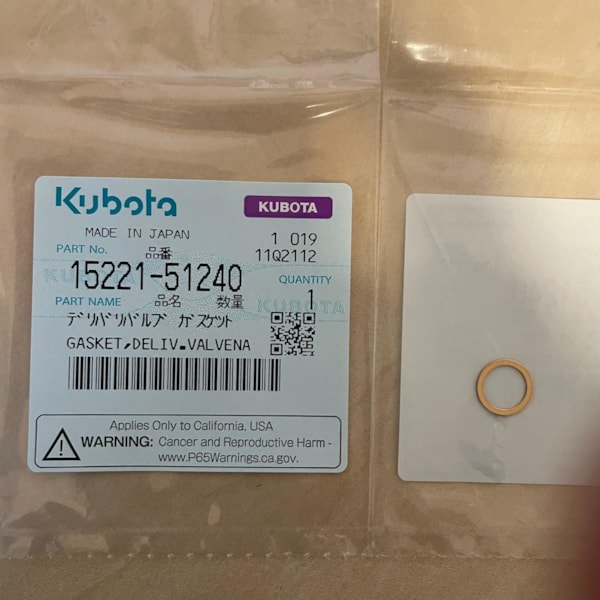 Kubota KUBOTA
MADE IN JAPAN 1 019
PART No. 品番 11Q2112
15221-51240 QUANTITY
PART NAME 品名 数量 1
デリバリバルブ ガスケット
GASKET,DELIV.VALVENA
Applies Only to California, USA
WARNING: Cancer and Reproductive Harm -
www.P65Warnings.ca.gov.